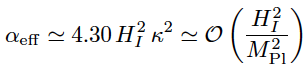 α_eff ≃ 4.30 H_I^2 κ^2 ≃ 𝒪 ( H_I^2 / M_Pl^2 )